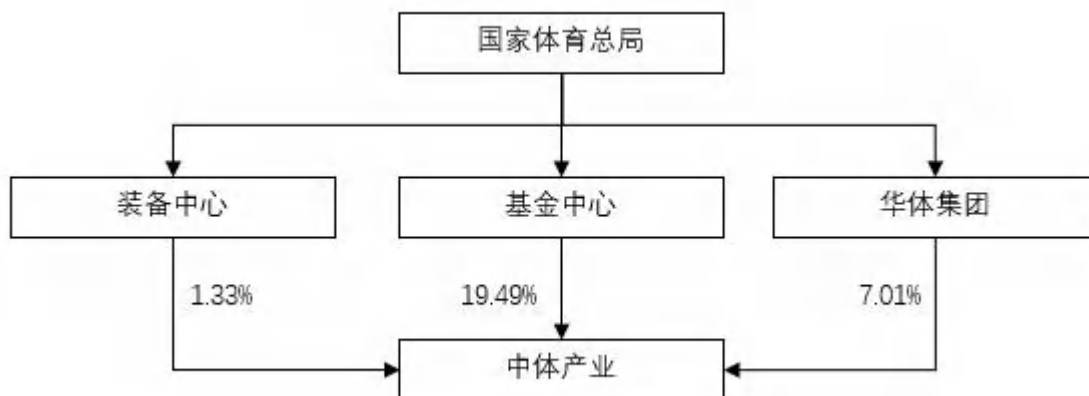 国家体育总局
装备中心
基金中心
华体集团
1.33%
19.49%
7.01%
中体产业